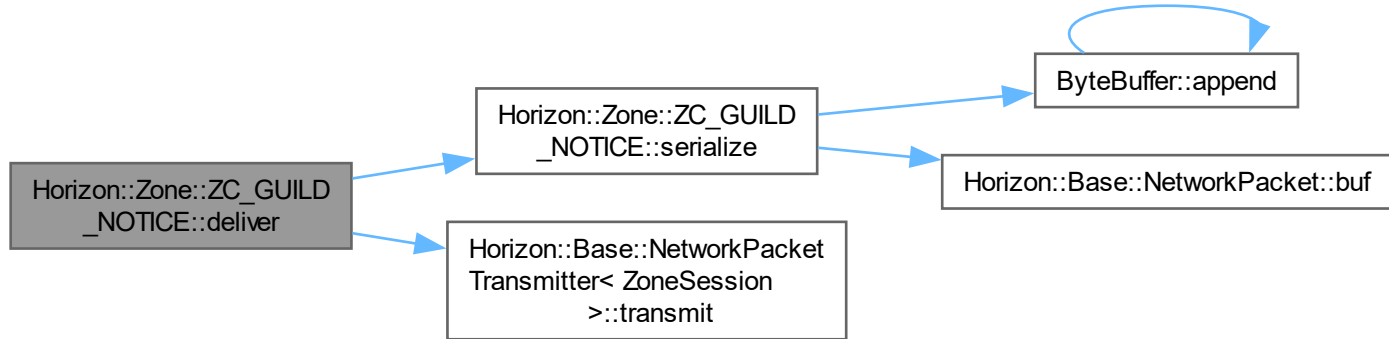 Horizon::Zone::ZC_GUILD
_NOTICE::deliver
Horizon::Zone::ZC_GUILD
_NOTICE::serialize
ByteBuffer::append
Horizon::Base::NetworkPacket::buf
Horizon::Base::NetworkPacket
Transmitter< ZoneSession
>::transmit